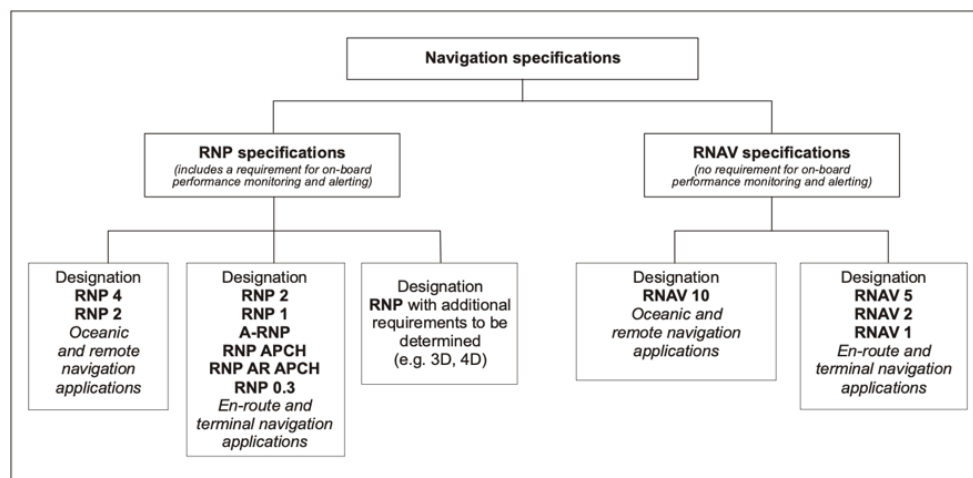 Navigation specifications
RNP specifications
(includes a requirement for on-board
performance monitoring and alerting)
RNAV specifications
(no requirement for on-board
performance monitoring and alerting)
Designation
RNP 4
RNP 2
Oceanic
and remote
navigation
applications
Designation
RNP 2
RNP 1
A-RNP
RNP APCH
RNP AR APCH
RNP 0.3
En-route and
terminal navigation
applications
Designation
RNP with additional
requirements to be
determined
(e.g. 3D, 4D)
Designation
RNAV 10
Oceanic and
remote navigation
applications
Designation
RNAV 5
RNAV 2
RNAV 1
En-route and
terminal navigation
applications